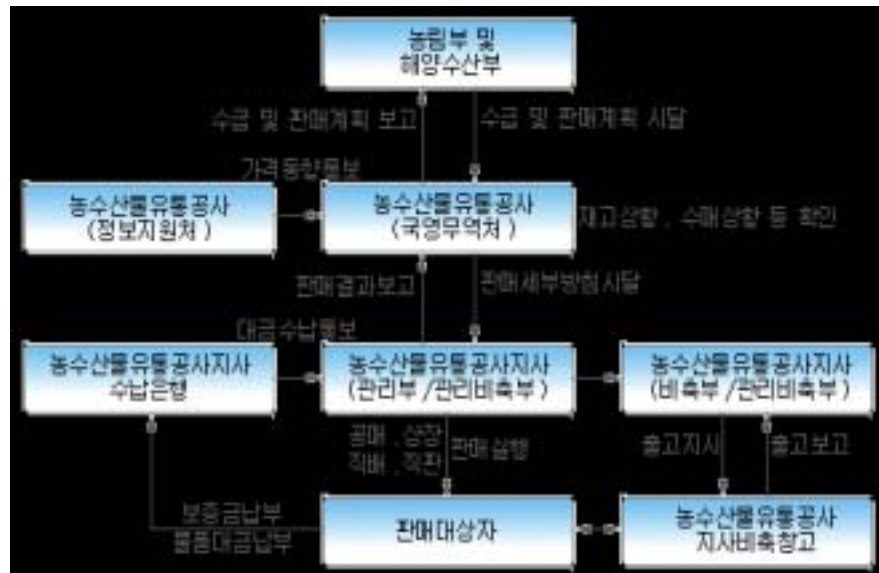 농림부 및
해양수산부
수급 및 판매계획 보고
수급 및 판매계획 시달
가격동향통보
농수산물유통공사
(정보지원처)
농수산물유통공사
(국영무역처)
재고상황, 수매상황 등 확인
판매결과보고
판매세부방침시달
대금수납통보
농수산물유통공사지사
수납은행
농수산물유통공사지사
(관리부/관리비축부)
농수산물유통공사지사
(비축부/관리비축부)
공매, 상장
직배, 직판
판매실행
출고지시
출고보고
보증금납부
물품대금납부
판매대상자
농수산물유통공사
지사비축창고